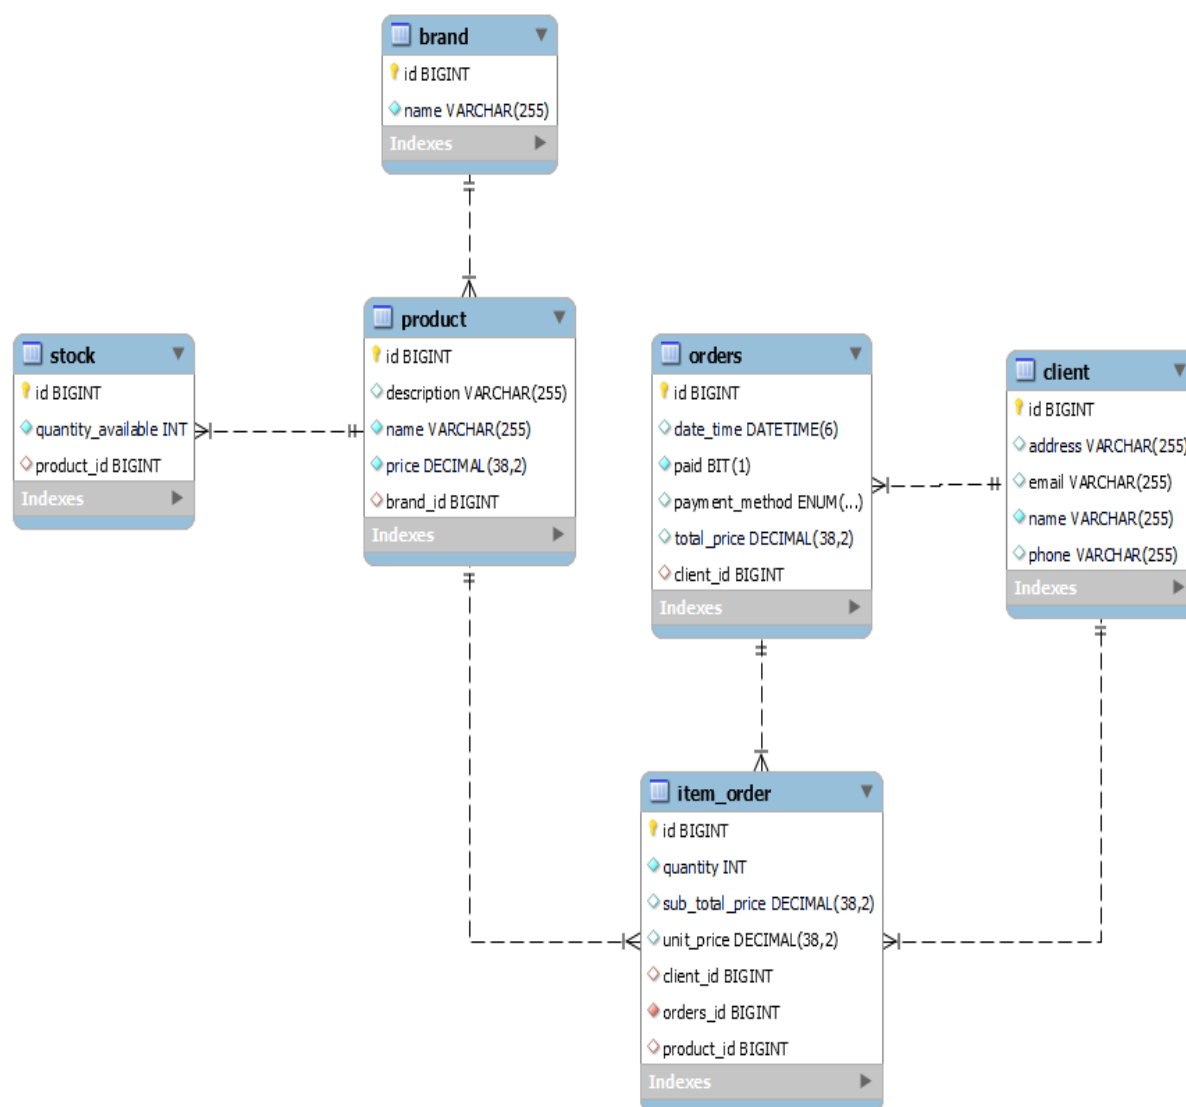 brand
id BIGINT
name VARCHAR(255)
Indexes
stock
id BIGINT
quantity_available INT
product_id BIGINT
Indexes
product
id BIGINT
description VARCHAR(255)
name VARCHAR(255)
price DECIMAL(38,2)
brand_id BIGINT
Indexes
orders
id BIGINT
date_time DATETIME(6)
paid BIT(1)
payment_method ENUM(...)
total_price DECIMAL(38,2)
client_id BIGINT
Indexes
client
id BIGINT
address VARCHAR(255)
email VARCHAR(255)
name VARCHAR(255)
phone VARCHAR(255)
Indexes
item_order
id BIGINT
quantity INT
sub_total_price DECIMAL(38,2)
unit_price DECIMAL(38,2)
client_id BIGINT
orders_id BIGINT
product_id BIGINT
Indexes